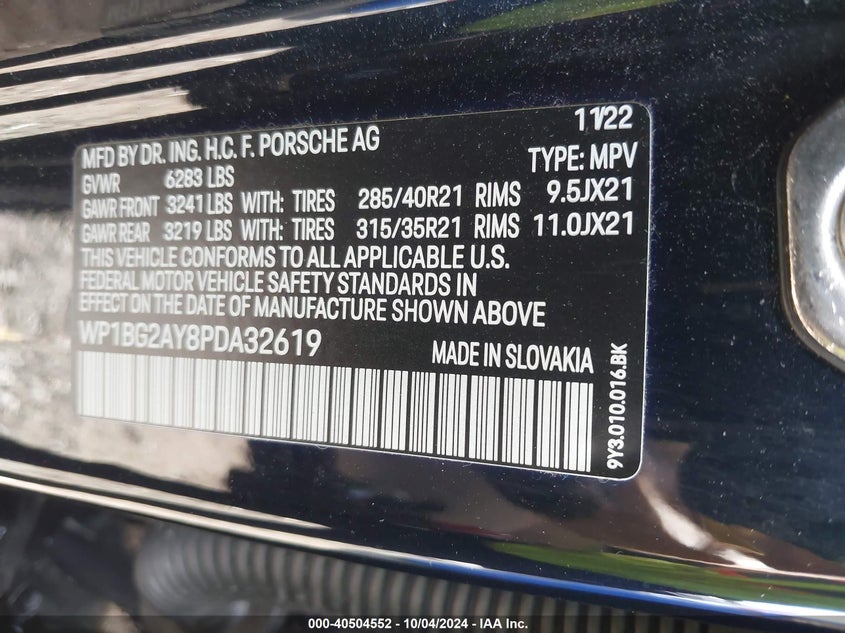 11/22
MFD BY DR. ING. H.C. F. PORSCHE AG
TYPE: MPV
GVWR 6283 LBS
GAWR FRONT 3241 LBS WITH: TIRES 285/40R21 RIMS 9.5JX21
GAWR REAR 3219 LBS WITH: TIRES 315/35R21 RIMS 11.0JX21
THIS VEHICLE CONFORMS TO ALL APPLICABLE U.S.
FEDERAL MOTOR VEHICLE SAFETY STANDARDS IN
EFFECT ON THE DATE OF MANUFACTURE SHOWN ABOVE
WP1BG2AY8PDA32619 MADE IN SLOVAKIA
9Y3.010.016.BK
000-40504552 - 10/04/2024 - IAAI.COM